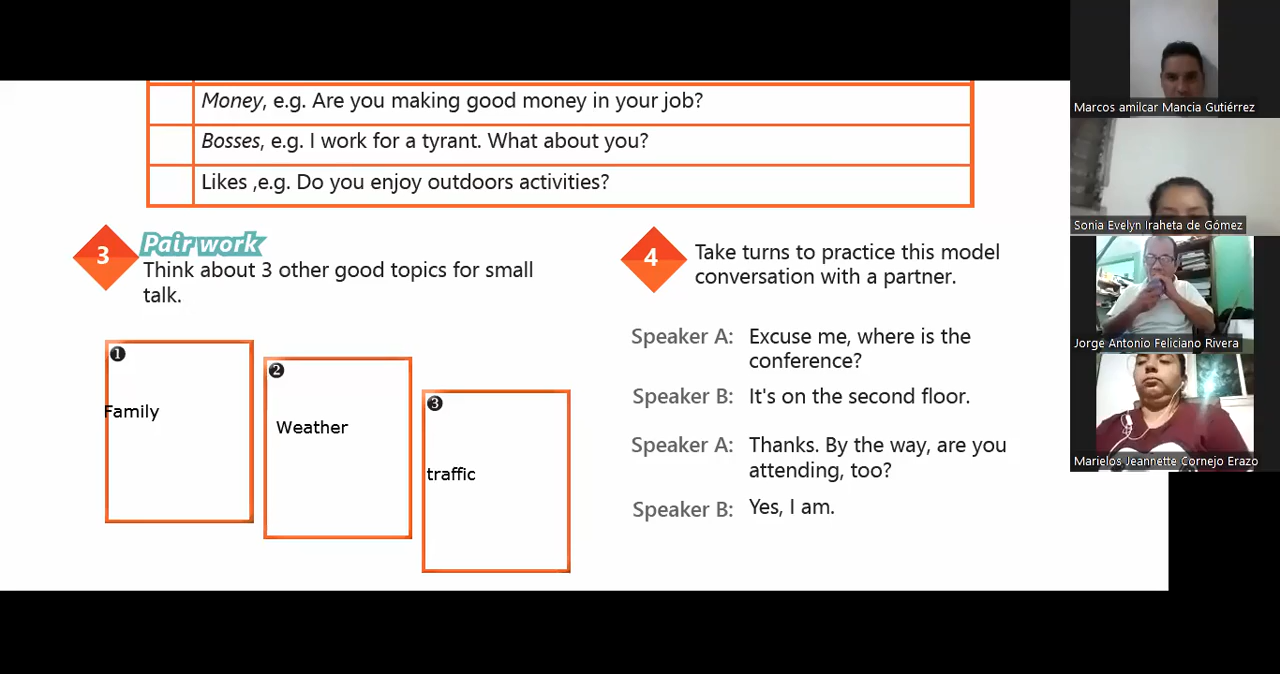 Money, e.g. Are you making good money in your job?
Bosses, e.g. I work for a tyrant. What about you?
Likes ,e.g. Do you enjoy outdoors activities?
3
Pair work
Think about 3 other good topics for small
talk.
1
Family
2
Weather
3
traffic
4
Take turns to practice this model
conversation with a partner.
Speaker A: Excuse me, where is the
conference?
Speaker B: It's on the second floor.
Speaker A: Thanks. By the way, are you
attending, too?
Speaker B: Yes, I am.
Marcos amilcar Mancia Gutiérrez
Sonia Evelyn Iraheta de Gómez
Jorge Antonio Feliciano Rivera
Marielos Jeannette Cornejo Erazo